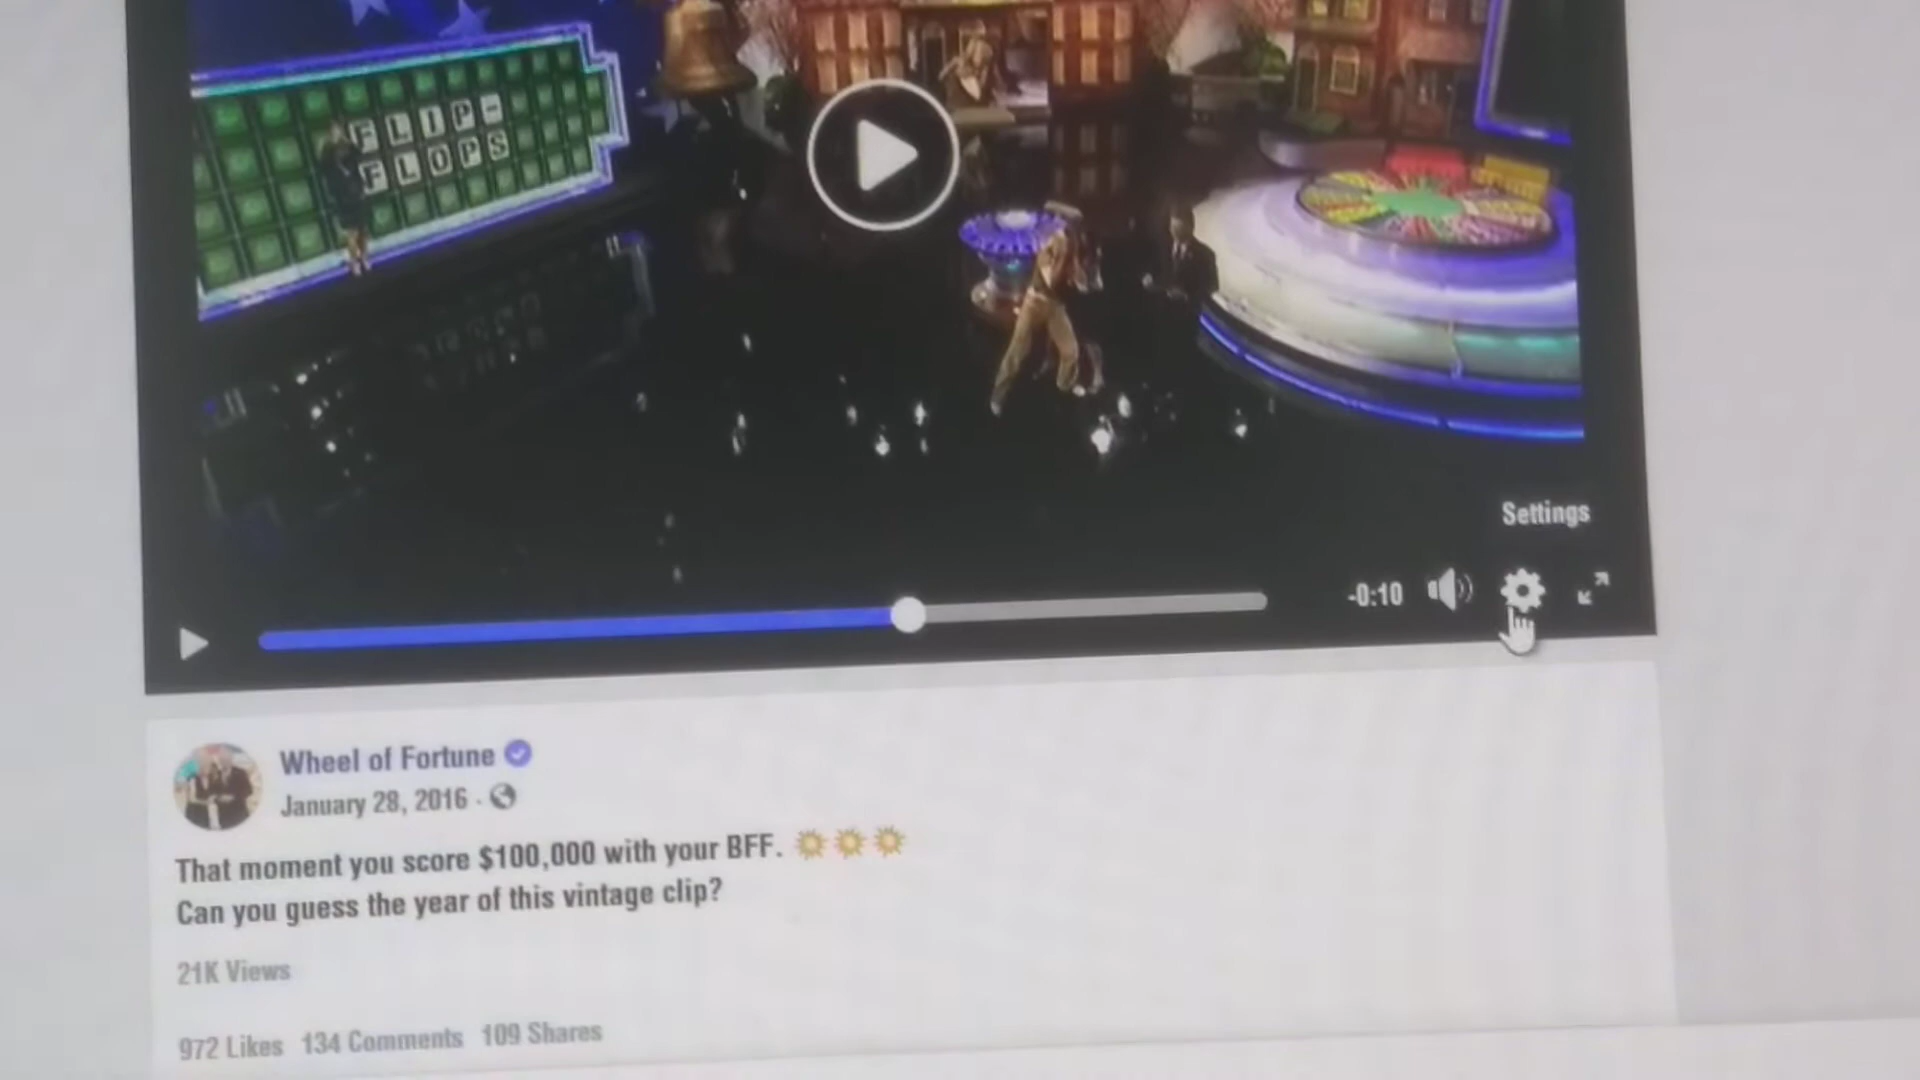 FLIP-
FLOPS
Settings
-0:10
Wheel of Fortune
January 28, 2016 ·
That moment you score $100,000 with your BFF.
Can you guess the year of this vintage clip?
21K Views
972 Likes 134 Comments 109 Shares